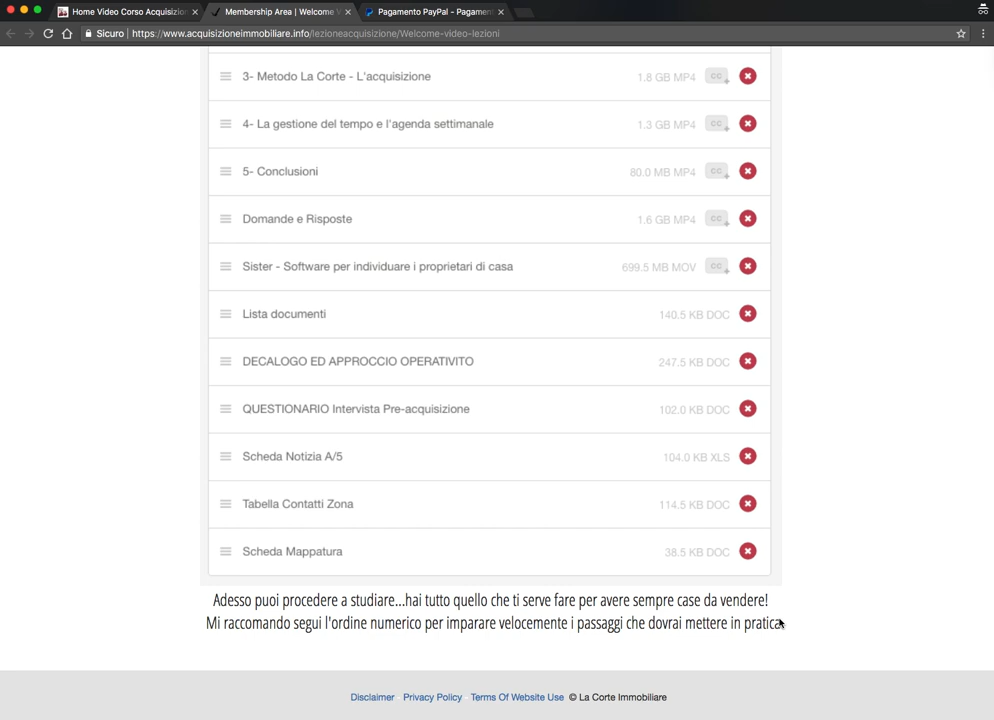 Home Video Corso Acquisizion
Membership Area | Welcome V
Pagamento PayPal - Pagamen
Sicuro | https://www.acquisizioneimmobiliare.info/lezioneacquisizione/Welcome-video-lezioni
3- Metodo La Corte - L'acquisizione 1.8 GB MP4 CC
4- La gestione del tempo e l'agenda settimanale 1.3 GB MP4 CC
5- Conclusioni 80.0 MB MP4 CC
Domande e Risposte 1.6 GB MP4 CC
Sister - Software per individuare i proprietari di casa 699.5 MB MOV CC
Lista documenti 140.5 KB DOC
DECALOGO ED APPROCCIO OPERATIVITO 247.5 KB DOC
QUESTIONARIO Intervista Pre-acquisizione 102.0 KB DOC
Scheda Notizia A/5 104.0 KB XLS
Tabella Contatti Zona 114.5 KB DOC
Scheda Mappatura 38.5 KB DOC
Adesso puoi procedere a studiare...hai tutto quello che ti serve fare per avere sempre case da vendere!
Mi raccomando segui l'ordine numerico per imparare velocemente i passaggi che dovrai mettere in pratica
Disclaimer - Privacy Policy - Terms Of Website Use © La Corte Immobiliare